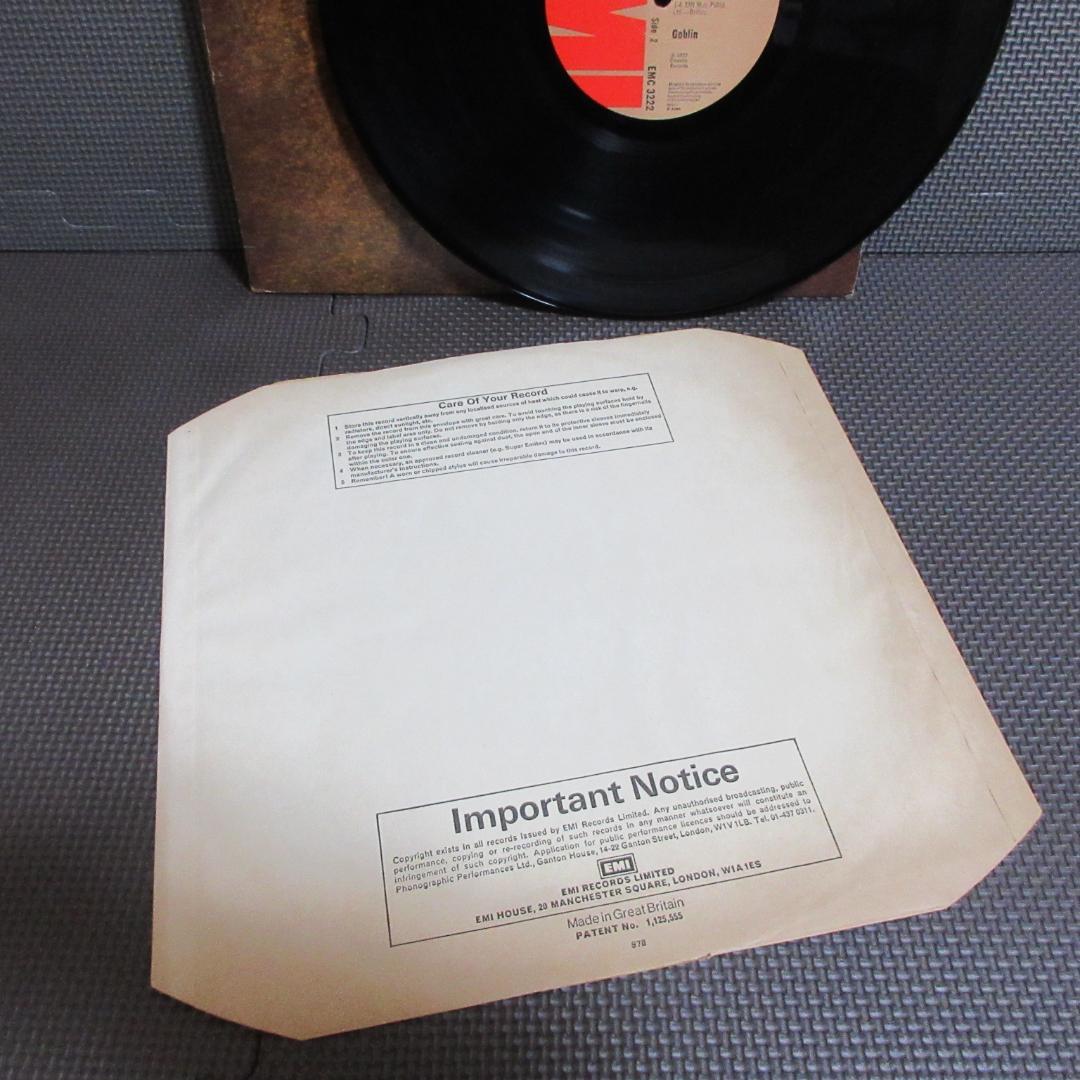 Side 2
EMC 3222
Goblin
Care Of Your Record
1 Store this record vertically away from any localised sources of heat which could cause it to warp, e.g.
radiators, direct sunlight, etc.
2 Remove the record from this envelope with great care. To avoid touching the playing surfaces hold by
the edge and label area only. Do not remove by holding only the edge, as there is a risk of the fingernails
damaging the playing surfaces.
3 To keep this record in a clean and undamaged condition, return it to its protective sleeves immediately
after playing. To ensure effective sealing against dust, the open end of the inner sleeve must be enclosed
within the outer one.
4 When necessary, an approved record cleaner (e.g. Super Emitex) may be used in accordance with its
manufacturer's instructions.
5 Remember! A worn or chipped stylus will cause irreparable damage to this record.
Important Notice
Copyright exists in all records issued by EMI Records Limited. Any unauthorised broadcasting, public
performance, copying or re-recording of such records in any manner whatsoever will constitute an
infringement of such copyright. Application for public performance licences should be addressed to
Phonographic Performances Ltd., Ganton House, 14-22 Ganton Street, London, W1V 1LB. Tel. 01-437 0311.
EMI
EMI RECORDS LIMITED
EMI HOUSE, 20 MANCHESTER SQUARE, LONDON, W1A 1ES
Made in Great Britain
PATENT No. 1,125,555
978